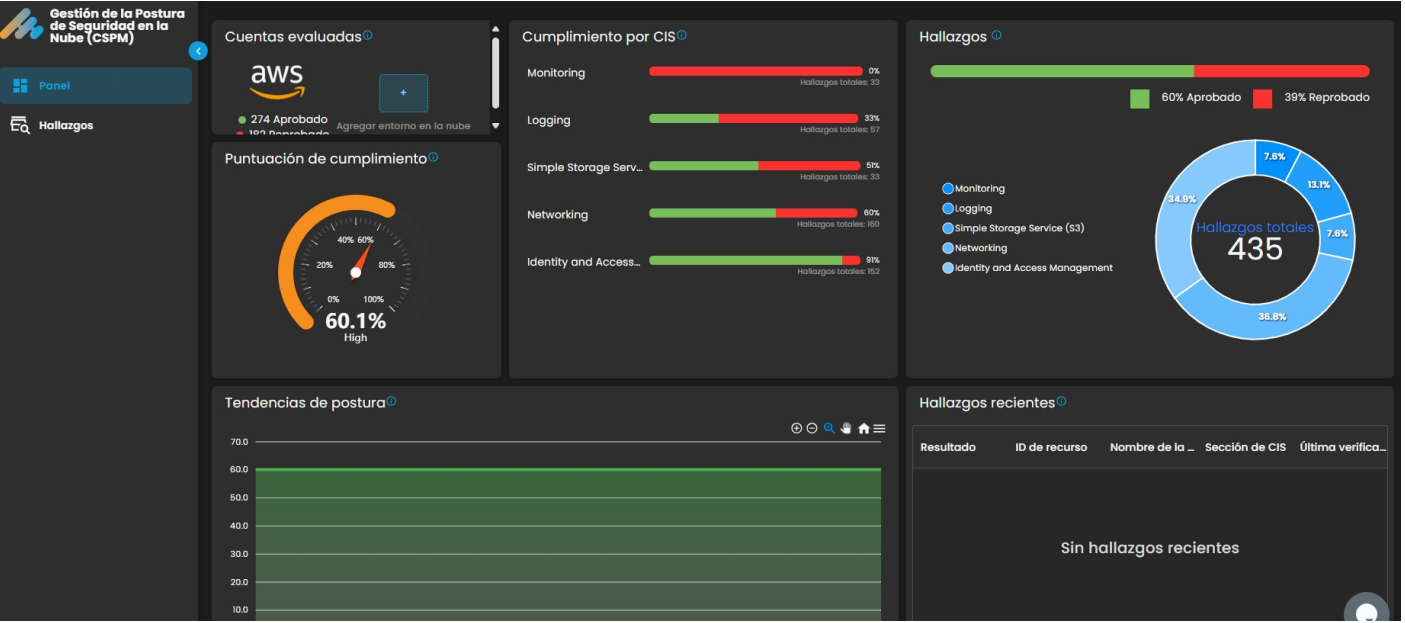 Gestión de la Postura
de Seguridad en la
Nube (CSPM)
Panel
Hallazgos
Cuentas evaluadas
aws
+
274 Aprobado
182 Reprobado
Agregar entorno en la nube
Puntuación de cumplimiento
0%
20%
40%
60%
80%
100%
60.1%
High
Cumplimiento por CIS
Monitoring
0%
Hallazgos totales: 33
Logging
33%
Hallazgos totales: 57
Simple Storage Serv...
51%
Hallazgos totales: 33
Networking
60%
Hallazgos totales: 160
Identity and Access...
91%
Hallazgos totales: 152
Hallazgos
60% Aprobado
39% Reprobado
Monitoring
Logging
Simple Storage Service (S3)
Networking
Identity and Access Management
7.6%
13.1%
7.6%
36.8%
34.9%
Hallazgos totales
435
Tendencias de postura
70.0
60.0
50.0
40.0
30.0
20.0
10.0
Hallazgos recientes
Resultado ID de recurso Nombre de la ... Sección de CIS Última verifica...
Sin hallazgos recientes